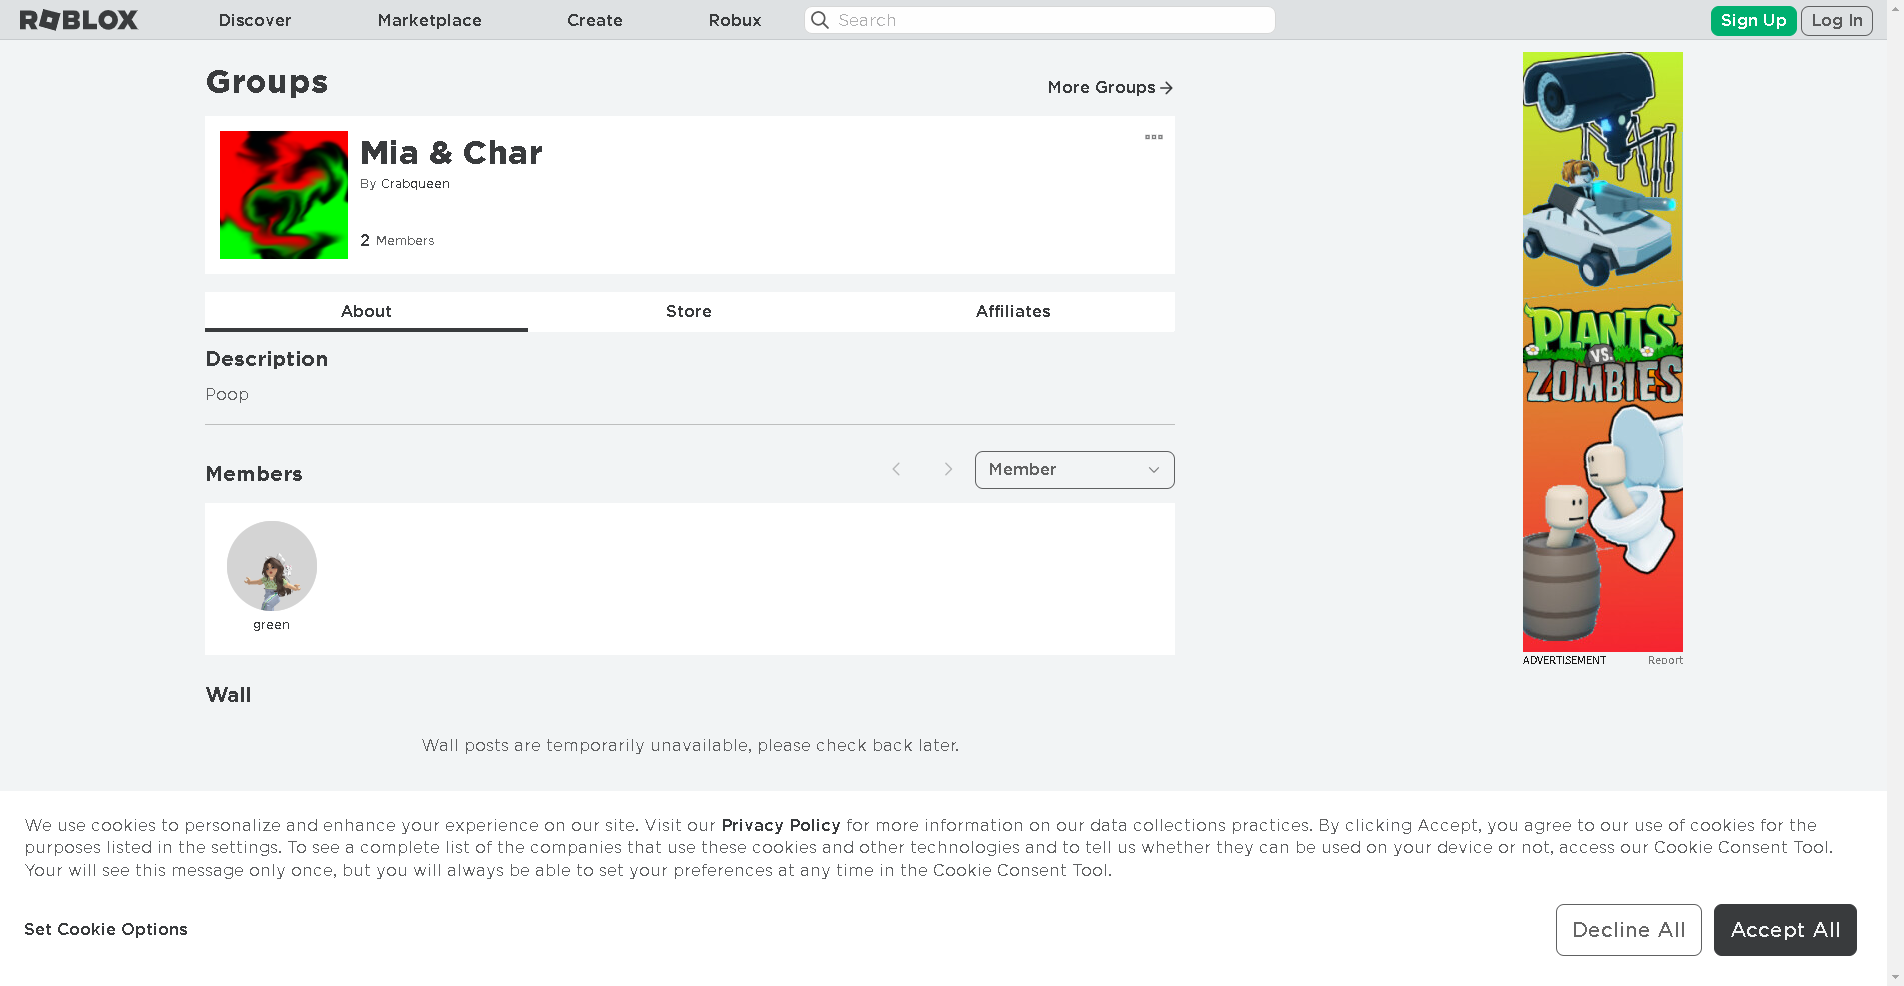 ROBLOX Discover Marketplace Create Robux Search Sign Up Log In
Groups
More Groups
Mia & Char
By Crabqueen
2 Members
About Store Affiliates
Description
Poop
Members
Member
green
Wall
Wall posts are temporarily unavailable, please check back later.
PLANTS
VS.
ZOMBIES
ADVERTISEMENT Report
We use cookies to personalize and enhance your experience on our site. Visit our Privacy Policy for more information on our data collections practices. By clicking Accept, you agree to our use of cookies for the
purposes listed in the settings. To see a complete list of the companies that use these cookies and other technologies and to tell us whether they can be used on your device or not, access our Cookie Consent Tool.
Your will see this message only once, but you will always be able to set your preferences at any time in the Cookie Consent Tool.
Set Cookie Options
Decline All
Accept All